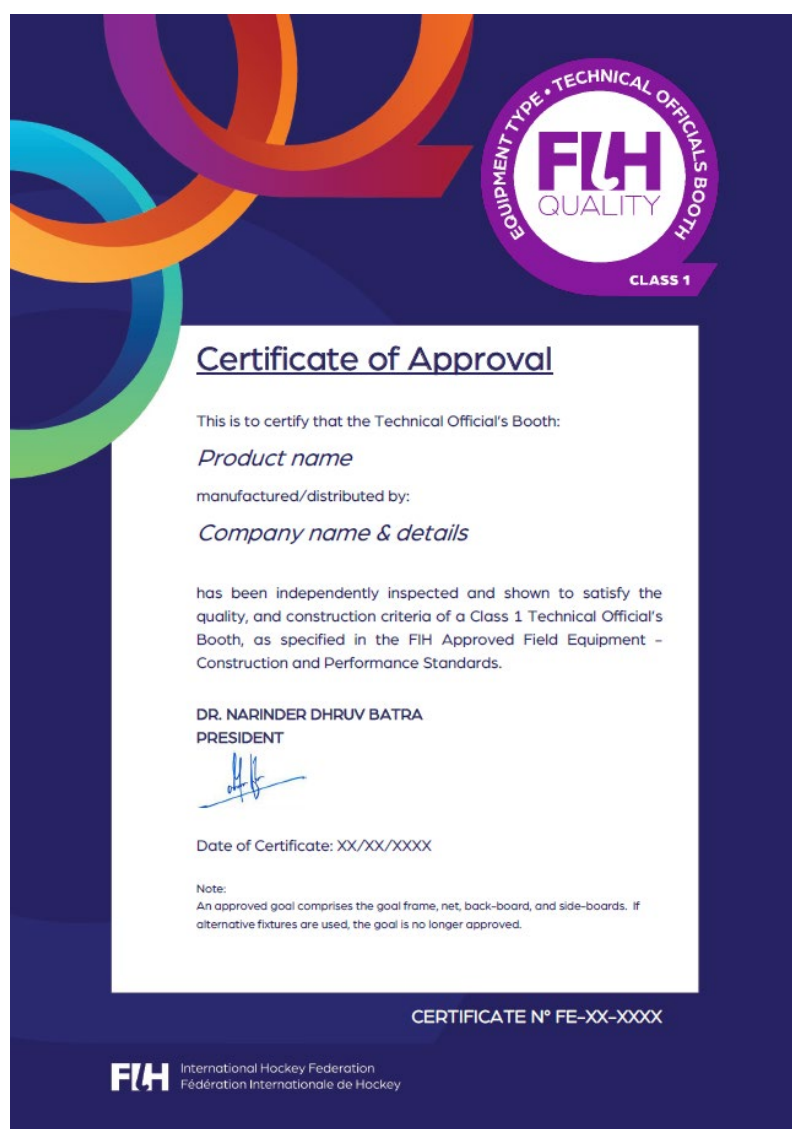 EQUIPMENT TYPE • TECHNICAL OFFICIALS BOOTH
FIH
QUALITY
CLASS 1
Certificate of Approval
This is to certify that the Technical Official's Booth:
Product name
manufactured/distributed by:
Company name & details
has been independently inspected and shown to satisfy the
quality, and construction criteria of a Class 1 Technical Official's
Booth, as specified in the FIH Approved Field Equipment –
Construction and Performance Standards.
DR. NARINDER DHRUV BATRA
PRESIDENT
Date of Certificate: XX/XX/XXXX
Note:
An approved goal comprises the goal frame, net, back-board, and side-boards. If
alternative fixtures are used, the goal is no longer approved.
CERTIFICATE Nº FE-XX-XXXX
FIH
International Hockey Federation
Fédération Internationale de Hockey